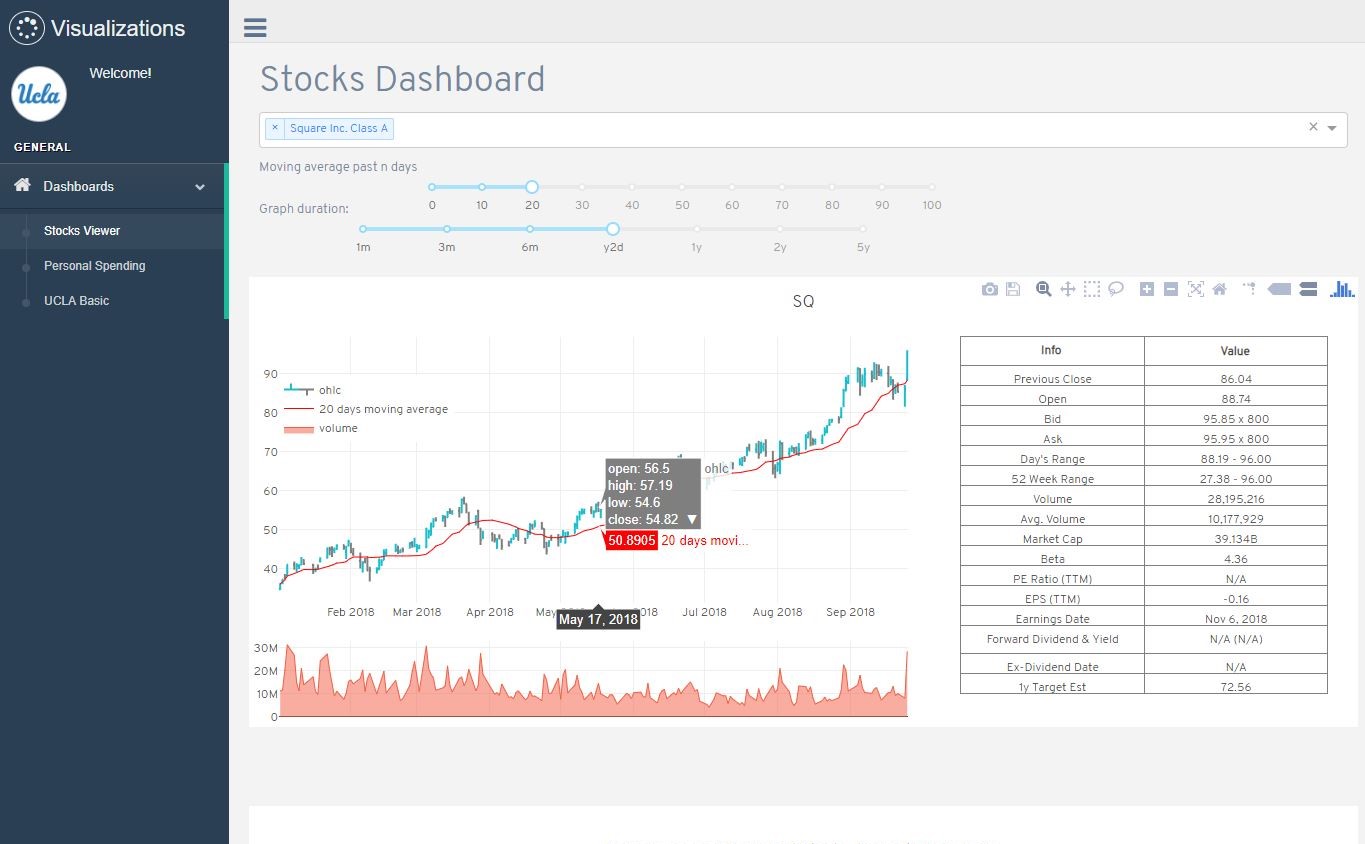 Visualizations
Welcome!
Ucla
GENERAL
Dashboards
Stocks Viewer
Personal Spending
UCLA Basic
Stocks Dashboard
× Square Inc. Class A
Moving average past n days
0 10 20 30 40 50 60 70 80 90 100
Graph duration:
1m 3m 6m y2d 1y 2y 5y
SQ
90
80
70
60
50
40
ohlc
20 days moving average
volume
open: 56.5
high: 57.19
low: 54.6
close: 54.82 ▼
ohlc
50.8905 20 days movi...
Feb 2018 Mar 2018 Apr 2018 May 2018 Jul 2018 Aug 2018 Sep 2018
May 17, 2018
30M
20M
10M
0
Info Value
Previous Close 86.04
Open 88.74
Bid 95.85 x 800
Ask 95.95 x 800
Day's Range 88.19 - 96.00
52 Week Range 27.38 - 96.00
Volume 28,195,216
Avg. Volume 10,177,929
Market Cap 39.134B
Beta 4.36
PE Ratio (TTM) N/A
EPS (TTM) -0.16
Earnings Date Nov 6, 2018
Forward Dividend & Yield N/A (N/A)
Ex-Dividend Date N/A
1y Target Est 72.56